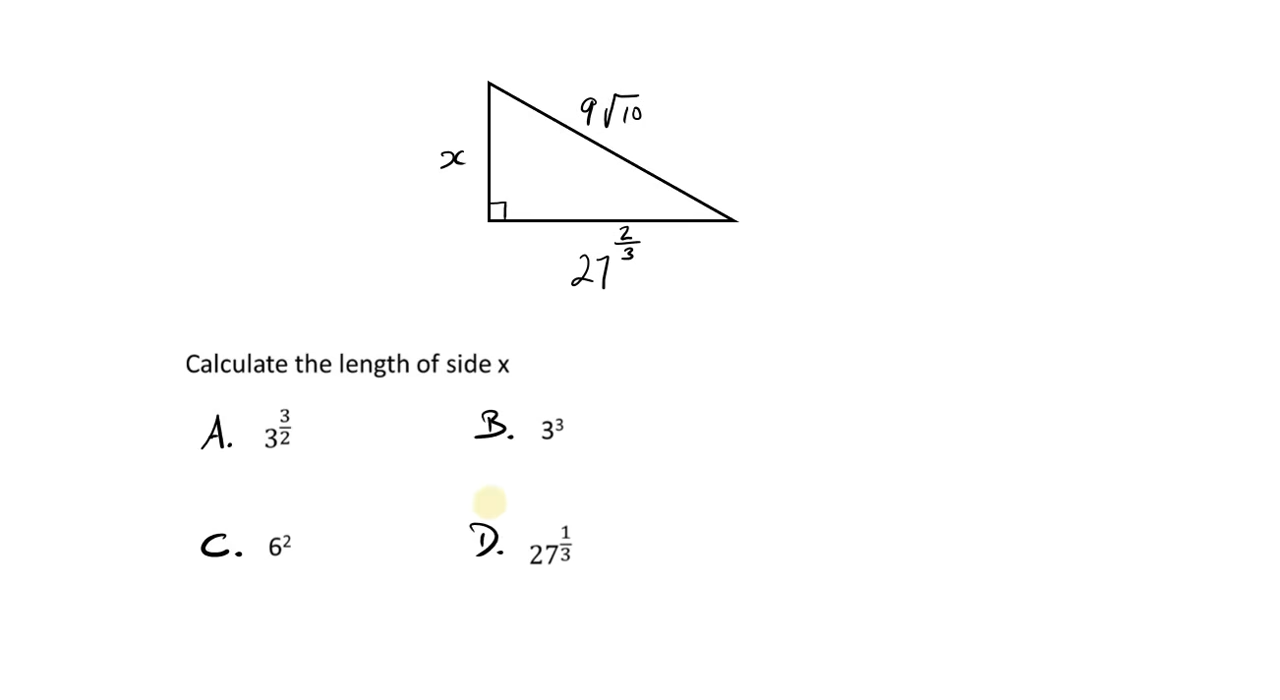 9√10
x
27^(2/3)
Calculate the length of side x
A. 3^(3/2) B. 3³
C. 6² D. 27^(1/3)